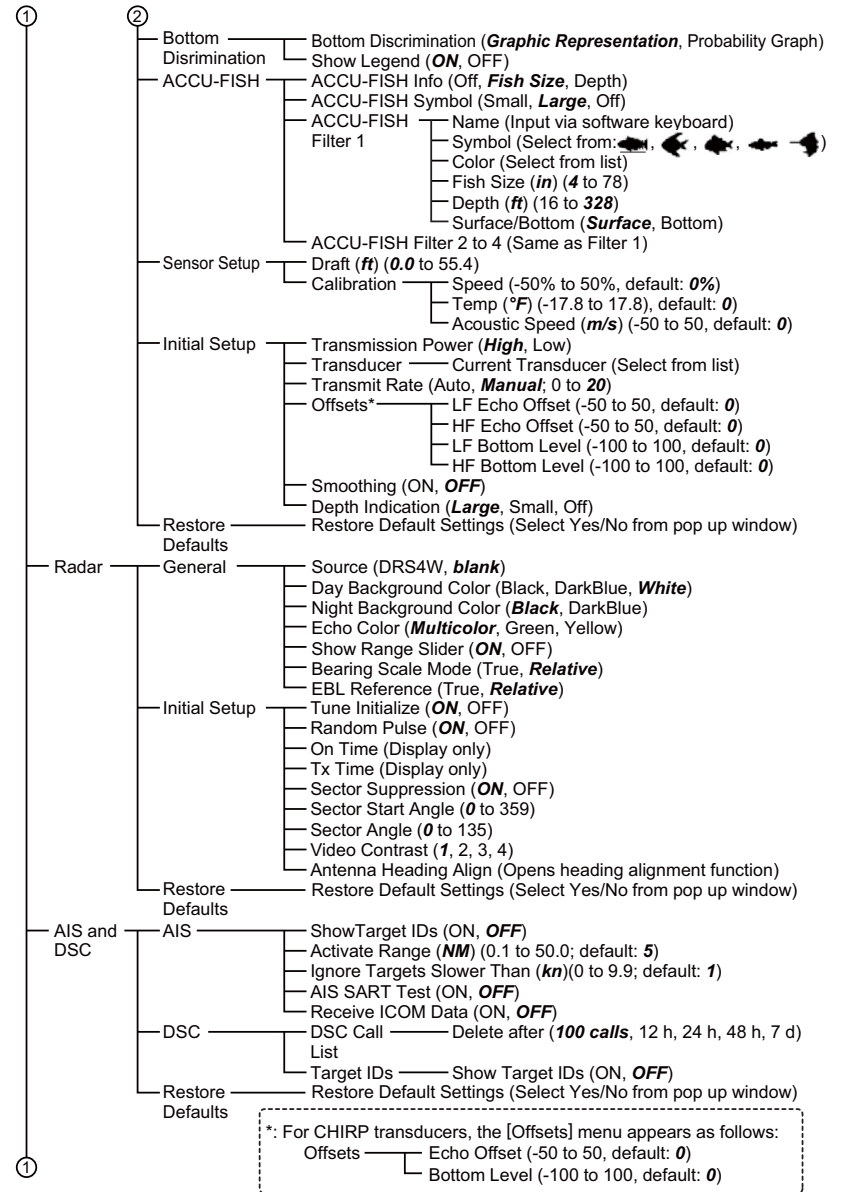 ① ②
Bottom Disrimination
Bottom Discrimination (Graphic Representation, Probability Graph)
Show Legend (ON, OFF)
ACCU-FISH
ACCU-FISH Info (Off, Fish Size, Depth)
ACCU-FISH Symbol (Small, Large, Off)
ACCU-FISH Filter 1
Name (Input via software keyboard)
Symbol (Select from: , , , )
Color (Select from list)
Fish Size (in) (4 to 78)
Depth (ft) (16 to 328)
Surface/Bottom (Surface, Bottom)
ACCU-FISH Filter 2 to 4 (Same as Filter 1)
Sensor Setup
Draft (ft) (0.0 to 55.4)
Calibration
Speed (-50% to 50%, default: 0%)
Temp (°F) (-17.8 to 17.8), default: 0)
Acoustic Speed (m/s) (-50 to 50, default: 0)
Initial Setup
Transmission Power (High, Low)
Transducer
Current Transducer (Select from list)
Transmit Rate (Auto, Manual; 0 to 20)
Offsets*
LF Echo Offset (-50 to 50, default: 0)
HF Echo Offset (-50 to 50, default: 0)
LF Bottom Level (-100 to 100, default: 0)
HF Bottom Level (-100 to 100, default: 0)
Smoothing (ON, OFF)
Depth Indication (Large, Small, Off)
Restore Defaults
Restore Default Settings (Select Yes/No from pop up window)
Radar
General
Source (DRS4W, blank)
Day Background Color (Black, DarkBlue, White)
Night Background Color (Black, DarkBlue)
Echo Color (Multicolor, Green, Yellow)
Show Range Slider (ON, OFF)
Bearing Scale Mode (True, Relative)
EBL Reference (True, Relative)
Initial Setup
Tune Initialize (ON, OFF)
Random Pulse (ON, OFF)
On Time (Display only)
Tx Time (Display only)
Sector Suppression (ON, OFF)
Sector Start Angle (0 to 359)
Sector Angle (0 to 135)
Video Contrast (1, 2, 3, 4)
Antenna Heading Align (Opens heading alignment function)
Restore Defaults
Restore Default Settings (Select Yes/No from pop up window)
AIS and DSC
AIS
ShowTarget IDs (ON, OFF)
Activate Range (NM) (0.1 to 50.0; default: 5)
Ignore Targets Slower Than (kn)(0 to 9.9; default: 1)
AIS SART Test (ON, OFF)
Receive ICOM Data (ON, OFF)
DSC
DSC Call List
Delete after (100 calls, 12 h, 24 h, 48 h, 7 d)
Target IDs
Show Target IDs (ON, OFF)
Restore Defaults
Restore Default Settings (Select Yes/No from pop up window)
*: For CHIRP transducers, the [Offsets] menu appears as follows:
Offsets
Echo Offset (-50 to 50, default: 0)
Bottom Level (-100 to 100, default: 0)
①